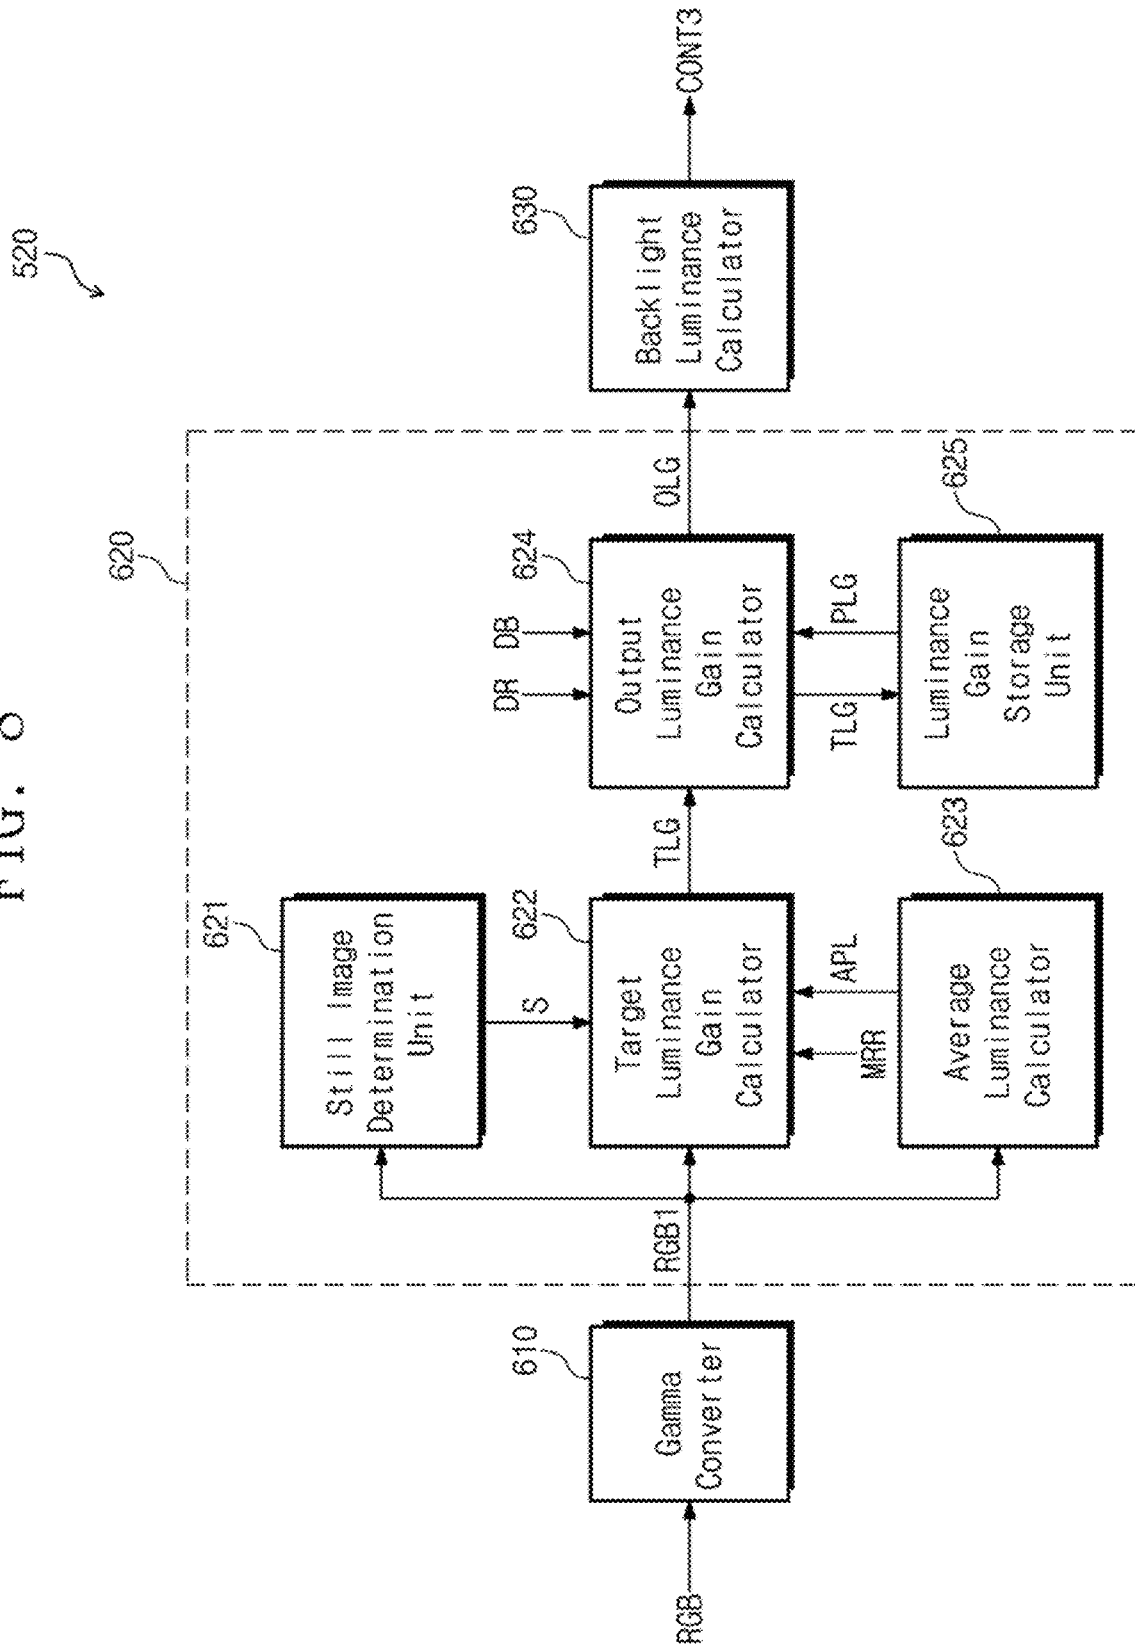 FIG. 8
520
620
621
Still Image
Determination
Unit
S
610
Gamma
Converter
RGB
RGB1
622
Target
Luminance
Gain
Calculator
TLG
DR
DB
624
Output
Luminance
Gain
Calculator
OLG
630
Backlight
Luminance
Calculator
CONT3
MRR
APL
TLG
PLG
623
Average
Luminance
Calculator
625
Luminance
Gain
Storage
Unit